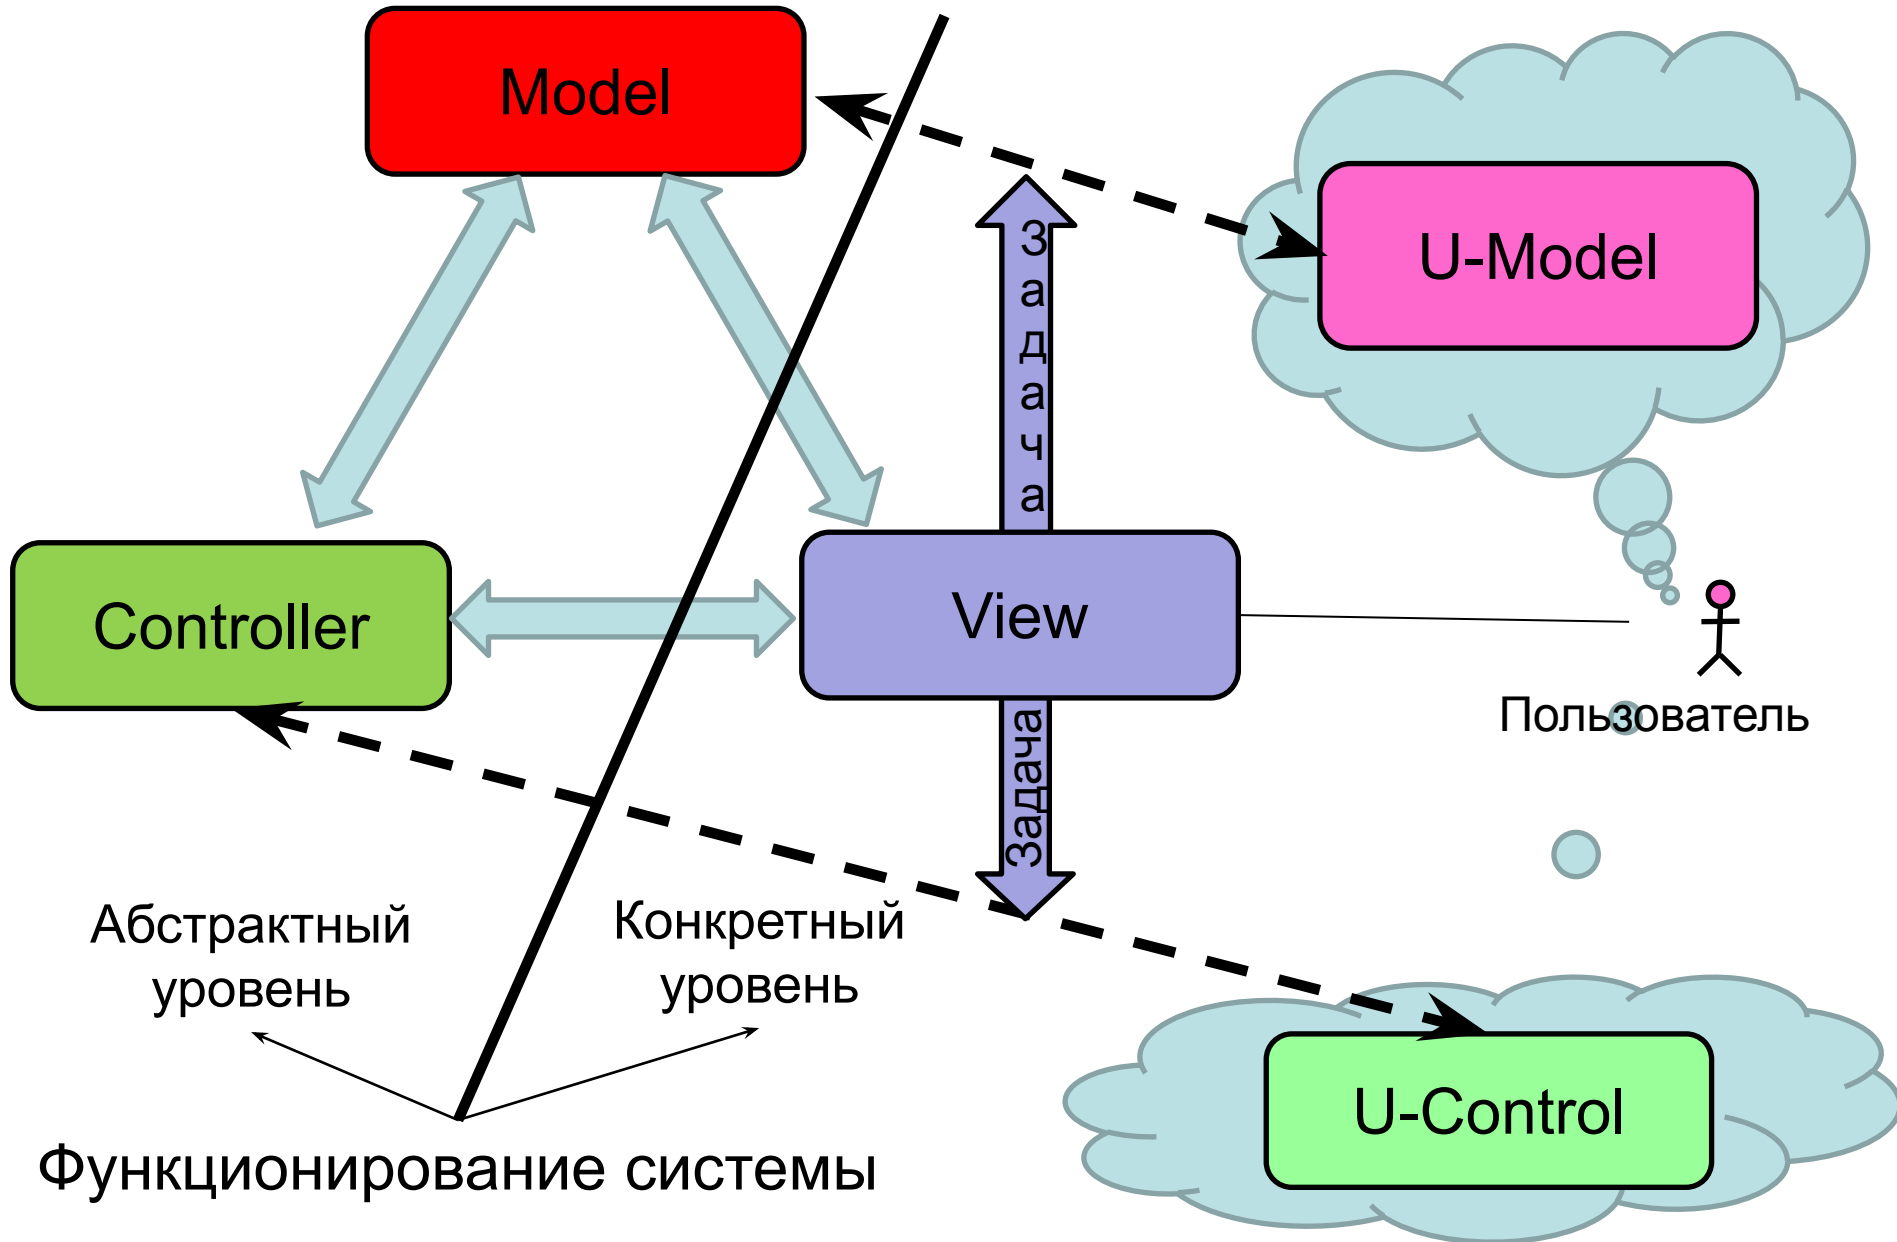 Model
U-Model
Задача
Controller
View
Пользователь
Задача
Абстрактный
уровень
Конкретный
уровень
U-Control
Функционирование системы